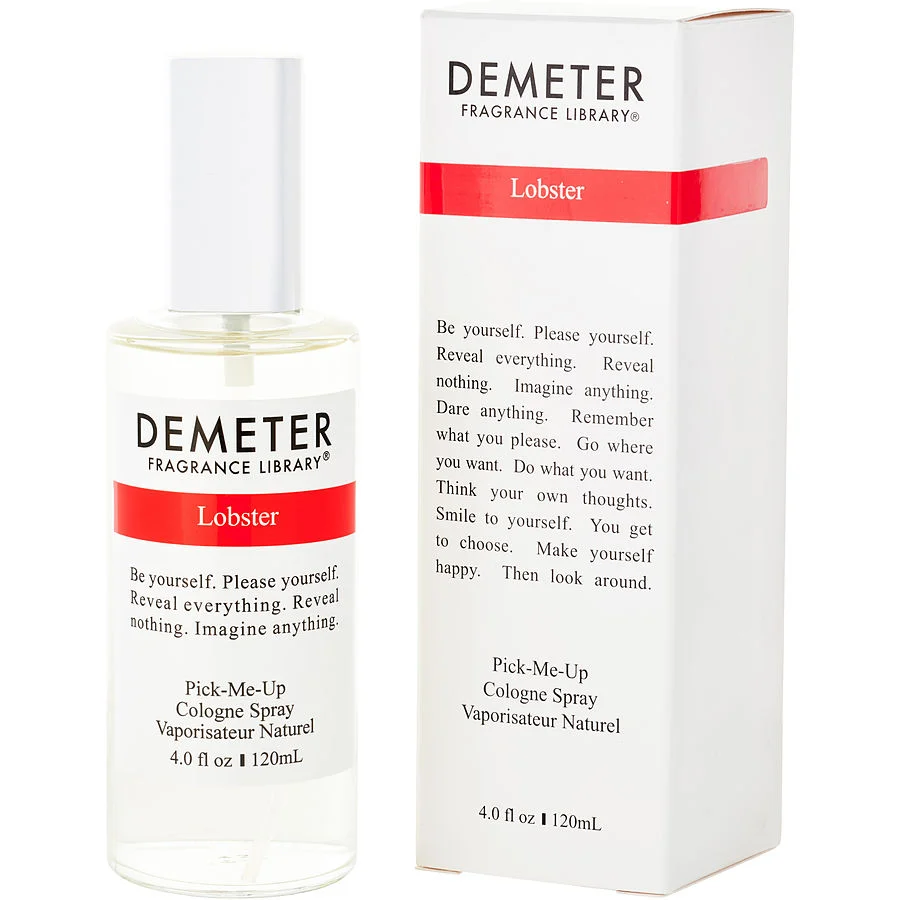 DEMETER
FRAGRANCE LIBRARY®
Lobster
Be yourself. Please yourself.
Reveal everything. Reveal
nothing. Imagine anything.
Pick-Me-Up
Cologne Spray
Vaporisateur Naturel
4.0 fl oz ▮ 120mL
DEMETER
FRAGRANCE LIBRARY®
Lobster
Be yourself. Please yourself.
Reveal everything. Reveal
nothing. Imagine anything.
Dare anything. Remember
what you please. Go where
you want. Do what you want.
Think your own thoughts.
Smile to yourself. You get
to choose. Make yourself
happy. Then look around.
Pick-Me-Up
Cologne Spray
Vaporisateur Naturel
4.0 fl oz ▮ 120mL